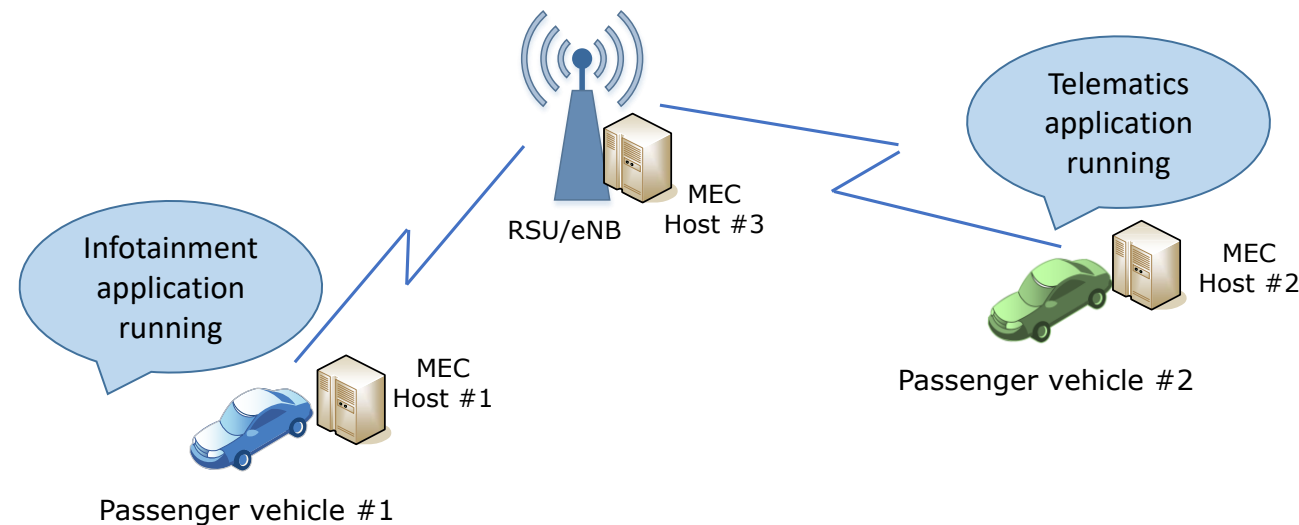 Infotainment
application
running
RSU/eNB
MEC
Host #3
Telematics
application
running
MEC
Host #1
Passenger vehicle #1
MEC
Host #2
Passenger vehicle #2